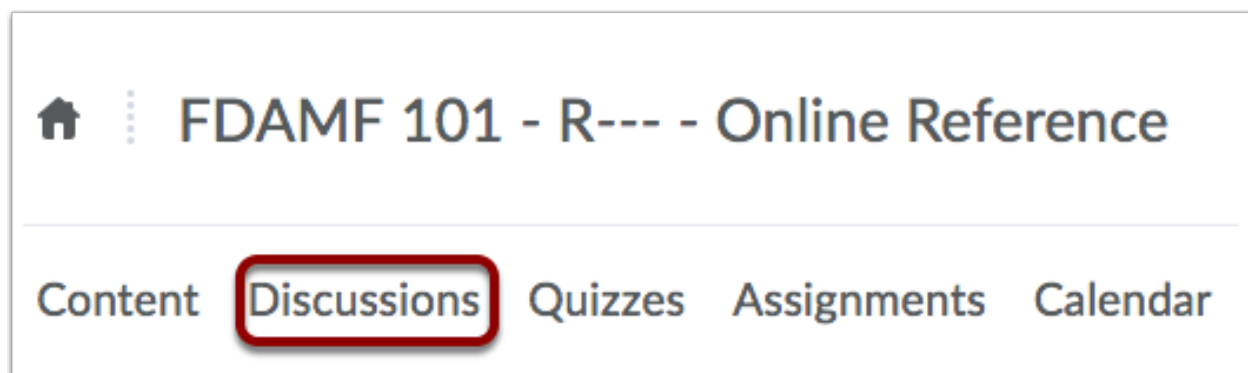 FDAMF 101 - R--- - Online Reference
Content Discussions Quizzes Assignments Calendar